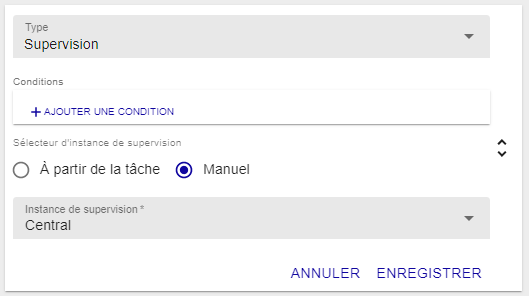 Type
Supervision
Conditions
+ AJOUTER UNE CONDITION
Sélecteur d'instance de supervision
À partir de la tâche Manuel
Instance de supervision *
Central
ANNULER ENREGISTRER